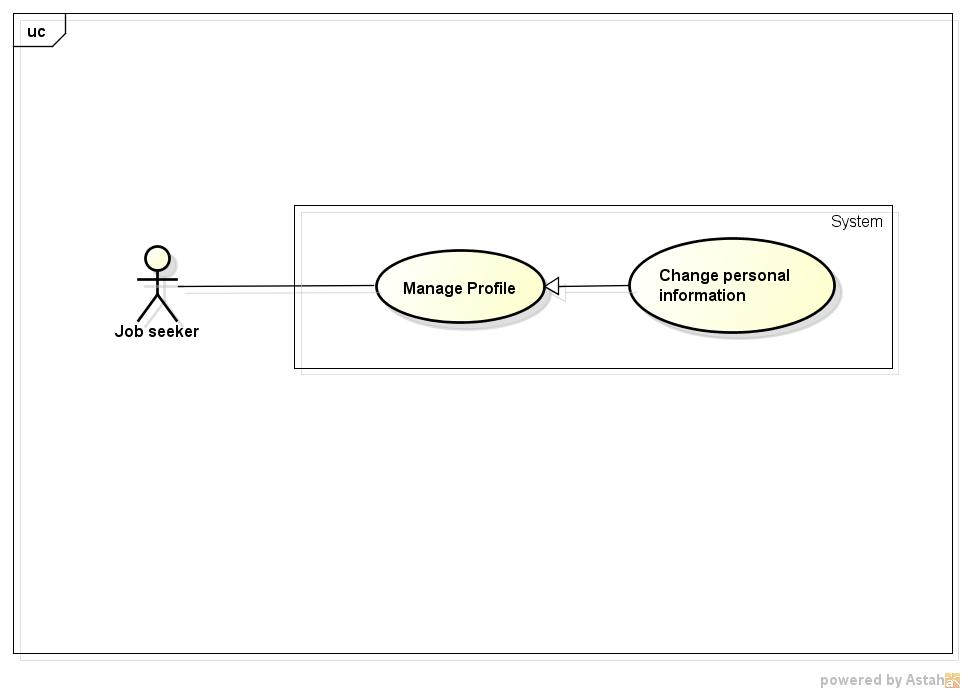 uc
System
Job seeker
Manage Profile
Change personal
information
powered by Astah